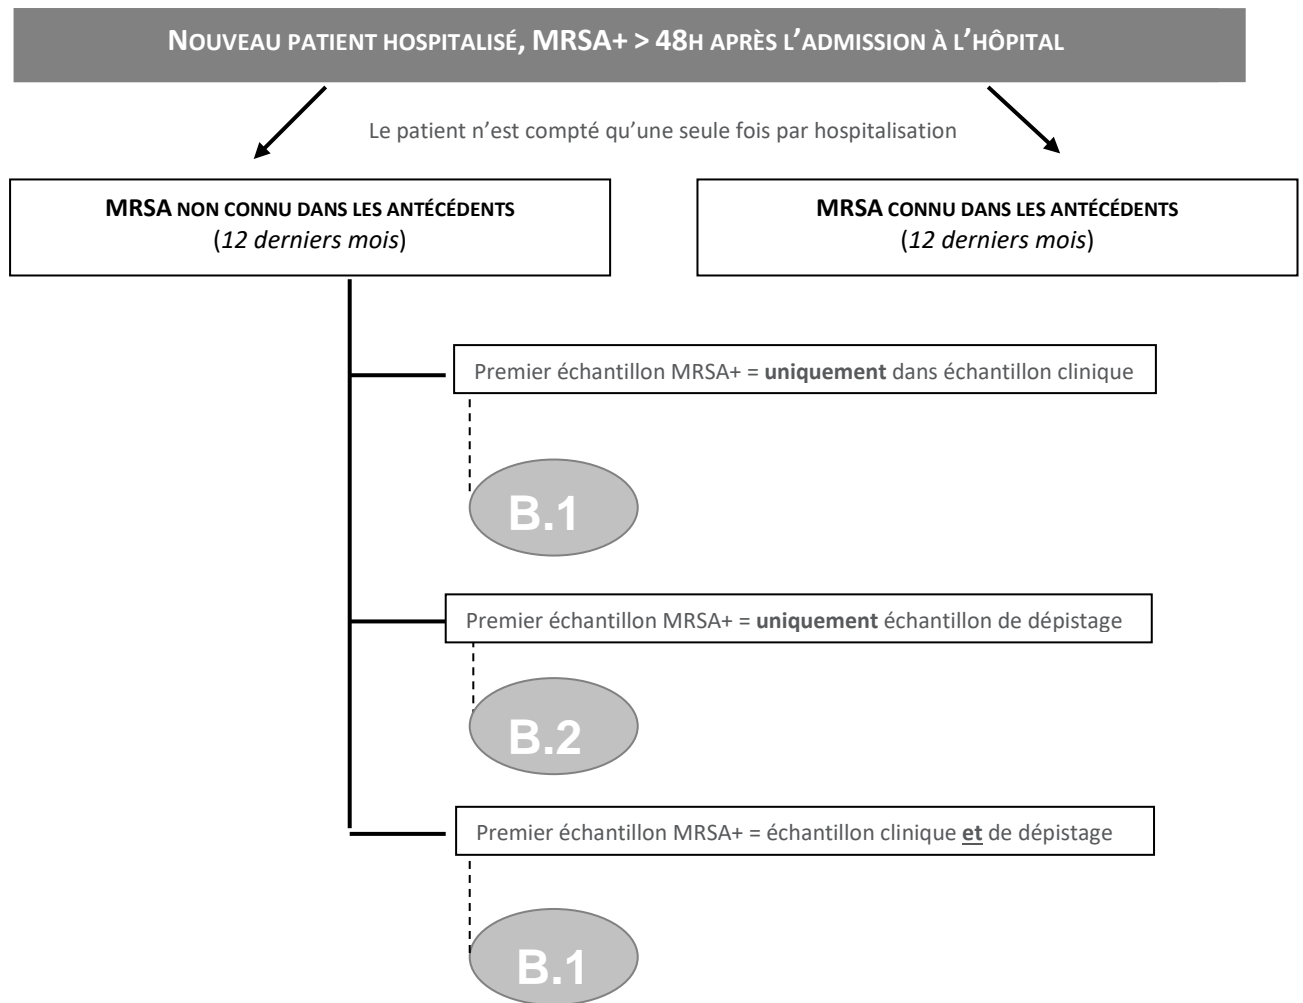 NOUVEAU PATIENT HOSPITALISÉ, MRSA+ > 48H APRÈS L'ADMISSION À L'HÔPITAL
Le patient n'est compté qu'une seule fois par hospitalisation
MRSA NON CONNU DANS LES ANTÉCÉDENTS
(12 derniers mois)
MRSA CONNU DANS LES ANTÉCÉDENTS
(12 derniers mois)
Premier échantillon MRSA+ = uniquement dans échantillon clinique
B.1
Premier échantillon MRSA+ = uniquement échantillon de dépistage
B.2
Premier échantillon MRSA+ = échantillon clinique et de dépistage
B.1